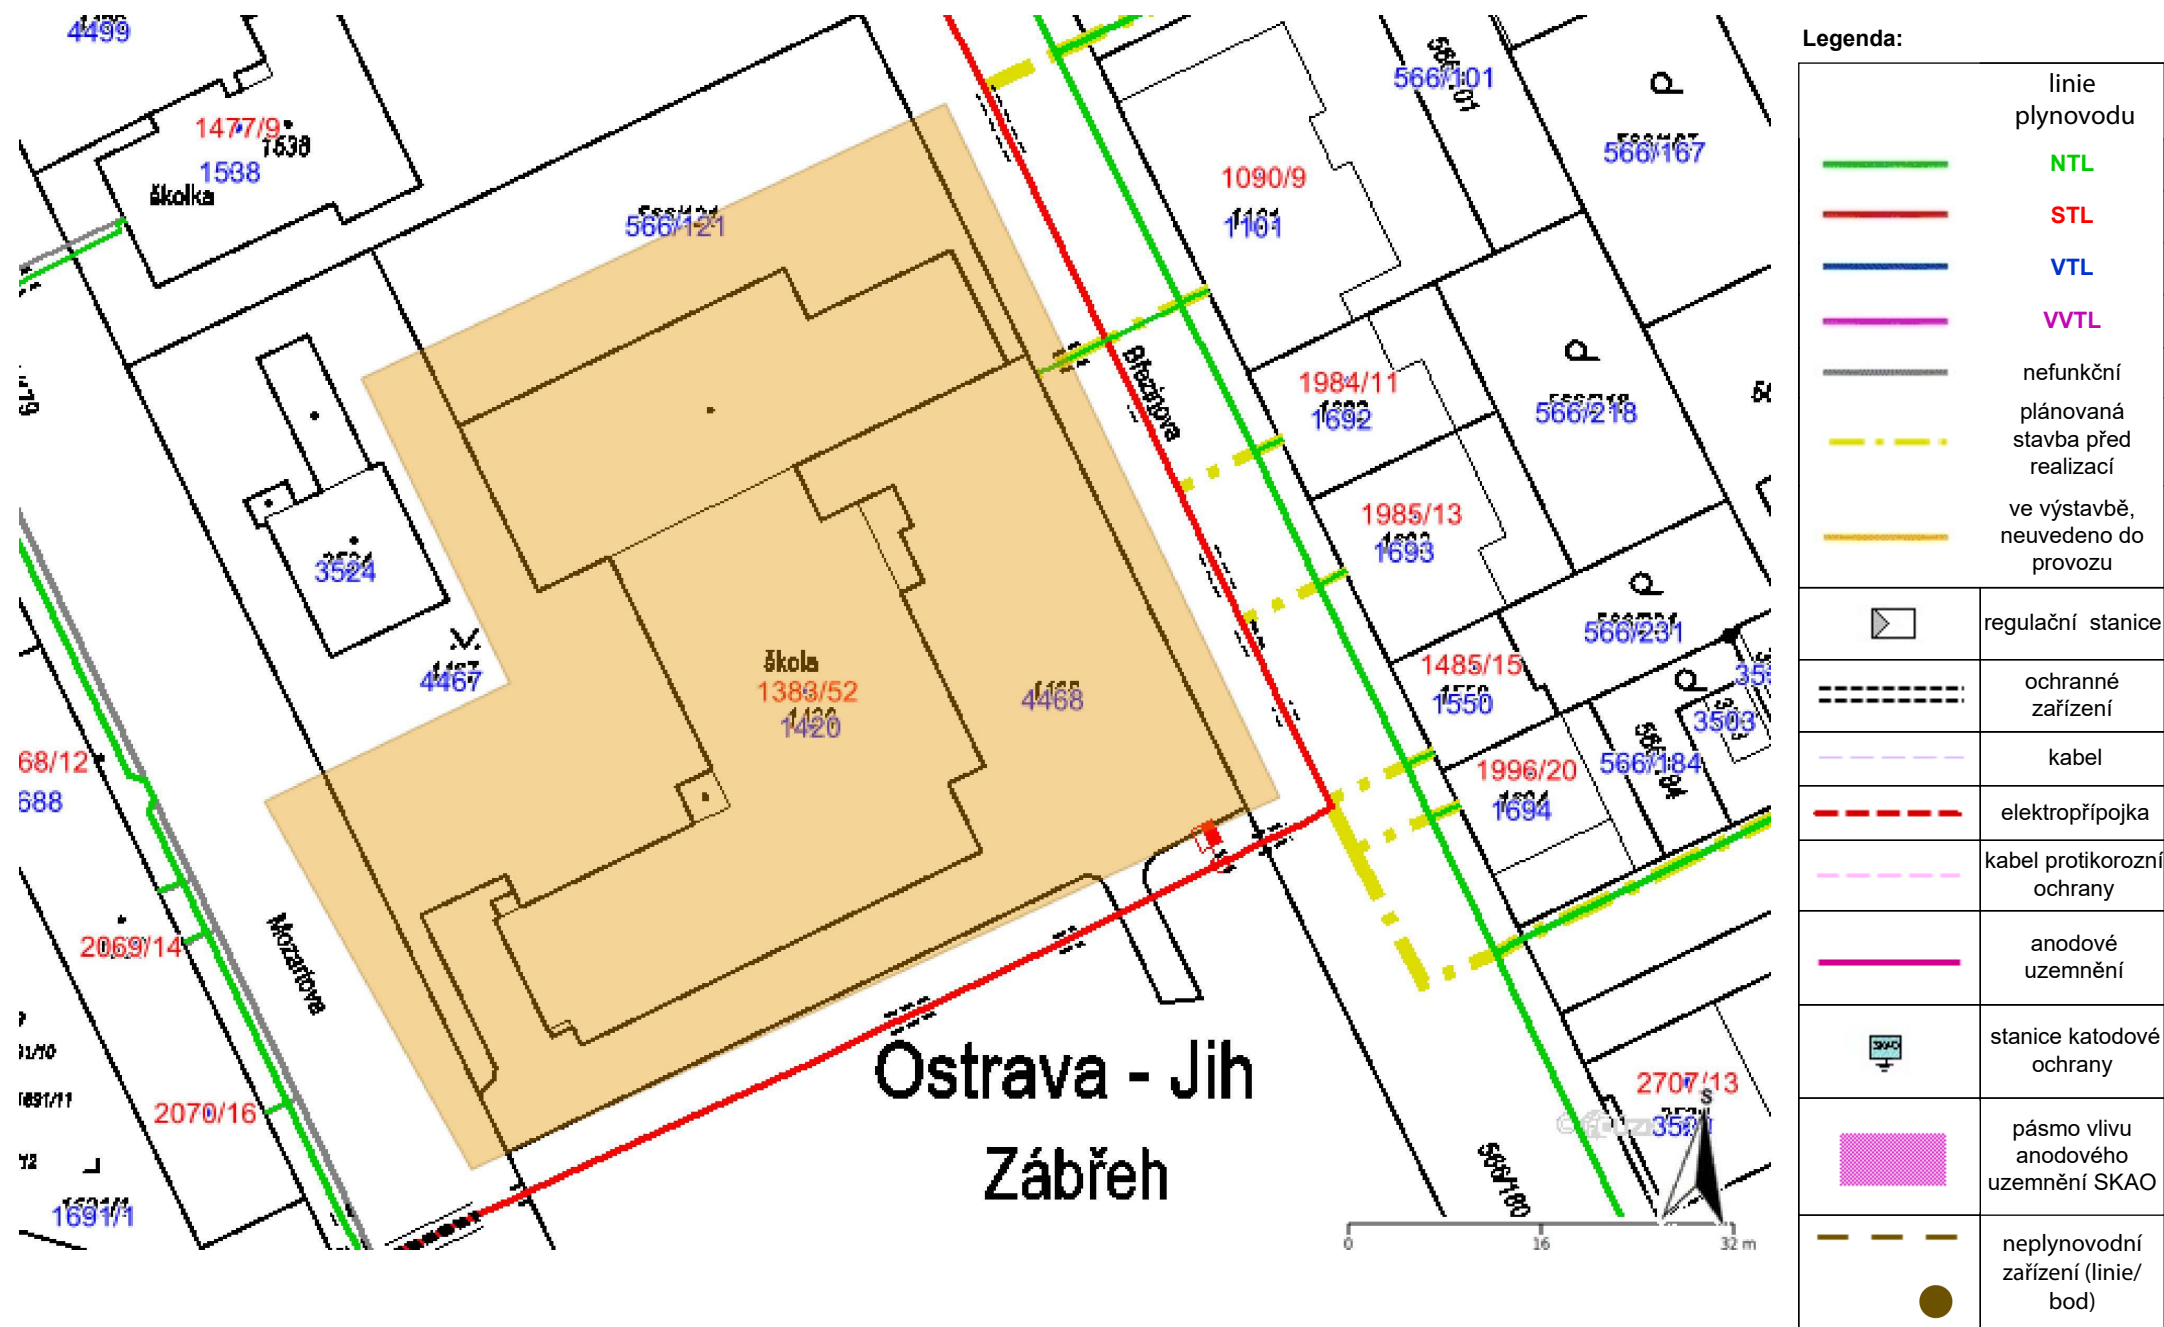 4499
1477/9
1538
1538
školka
566/121
566/101
566/167
1090/9
1101
Březinova
1984/11
1692
566/218
1985/13
1693
3524
4467
škola
1383/52
1420
4468
1485/15
1550
566/231
3503
1996/20
1694
566/184
68/12
688
2069/14
Mozartova
2070/16
1691/11
1691/1
Ostrava - Jih
Zábřeh
2707/13
566/180
S
0 16 32 m
Legenda:
linie
plynovodu
NTL
STL
VTL
VVTL
nefunkční
plánovaná
stavba před
realizací
ve výstavbě,
neuvedeno do
provozu
regulační stanice
ochranné
zařízení
kabel
elektropřípojka
kabel protikorozní
ochrany
anodové
uzemnění
SKAO
stanice katodové
ochrany
pásmo vlivu
anodového
uzemnění SKAO
neplynovodní
zařízení (linie/
bod)